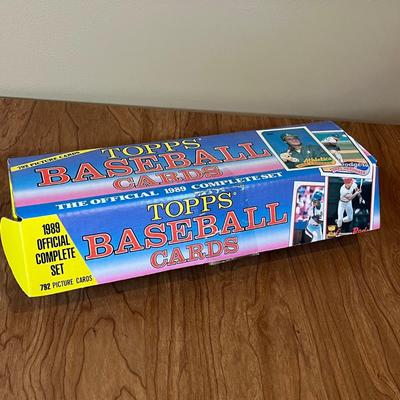 792 PICTURE CARDS
TOPPS®
BASEBALL
CARDS
THE OFFICIAL 1989 COMPLETE SET
Athletics
Dodgers
TOPPS®
BASEBALL
CARDS
1989
OFFICIAL
COMPLETE
SET
792 PICTURE CARDS